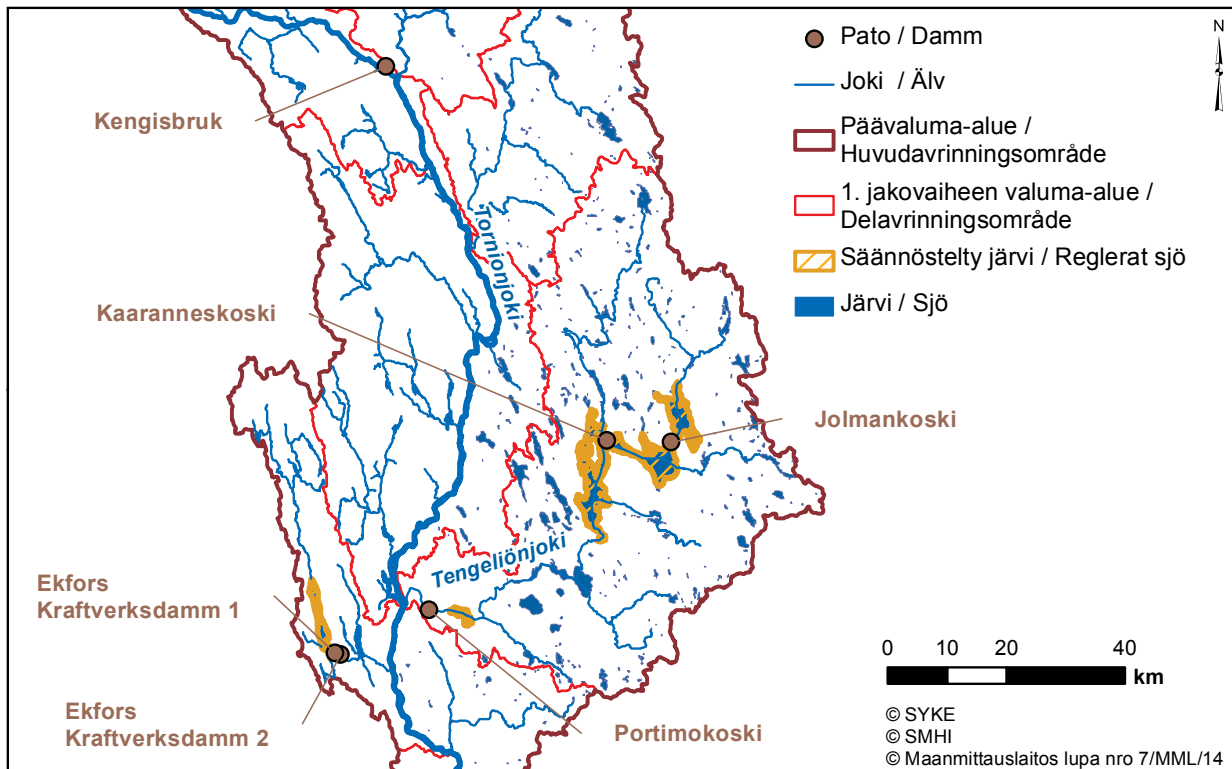 Pato / Damm
Joki / Älv
Päävaluma-alue /
Huvudavrinningsområde
1. jakovaiheen valuma-alue /
Delavrinningsområde
Säännöstelty järvi / Reglerat sjö
Järvi / Sjö
N
Kengisbruk
Tornionjoki
Kaaranneskoski
Jolmankoski
Tengeliönjoki
Ekfors
Kraftverksdamm 1
Ekfors
Kraftverksdamm 2
Portimokoski
0 10 20 40
km
© SYKE
© SMHI
© Maanmittauslaitos lupa nro 7/MML/14